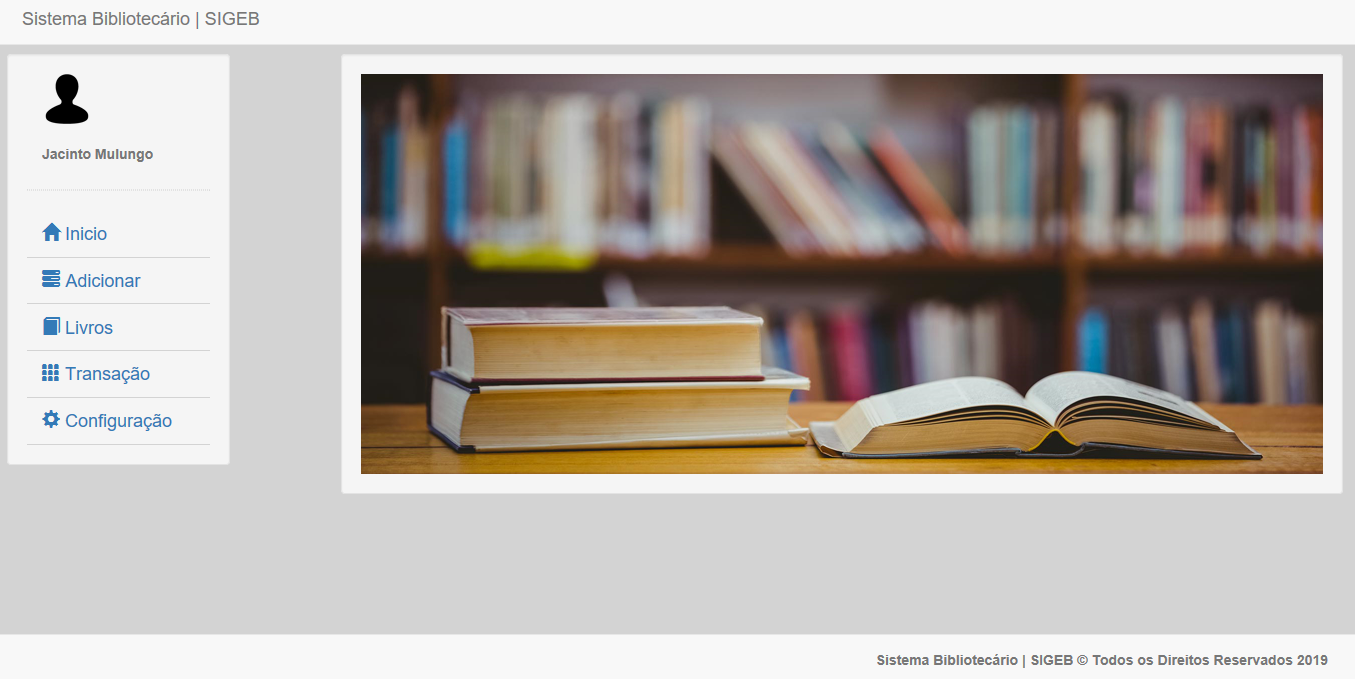 Sistema Bibliotecário | SIGEB
Jacinto Mulungo
Inicio
Adicionar
Livros
Transação
Configuração
Sistema Bibliotecário | SIGEB © Todos os Direitos Reservados 2019